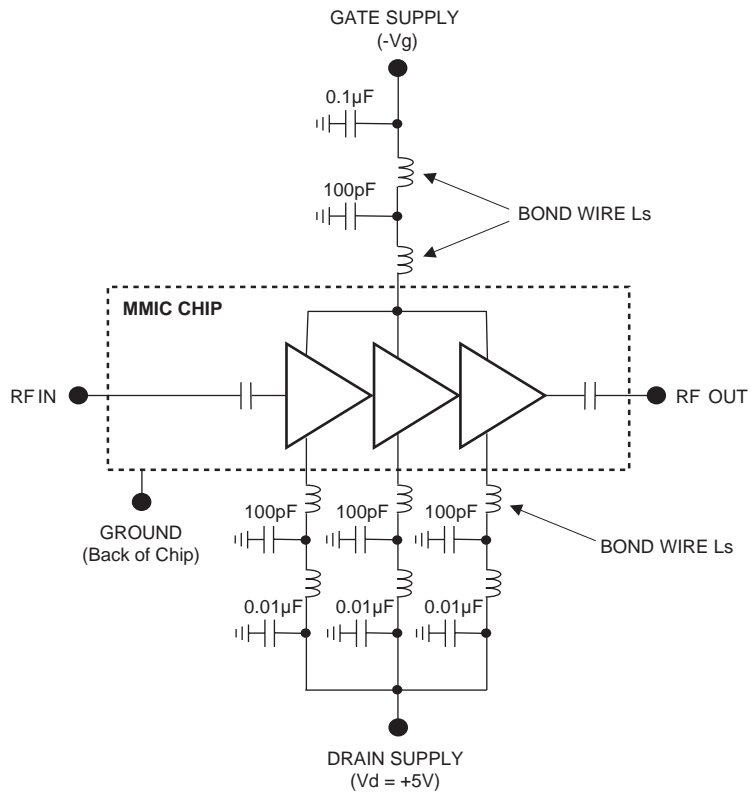 GATE SUPPLY
(-Vg)
0.1µF
100pF
BOND WIRE Ls
MMIC CHIP
RF IN
RF OUT
GROUND
(Back of Chip)
100pF
100pF
100pF
BOND WIRE Ls
0.01µF
0.01µF
0.01µF
DRAIN SUPPLY
(Vd = +5V)